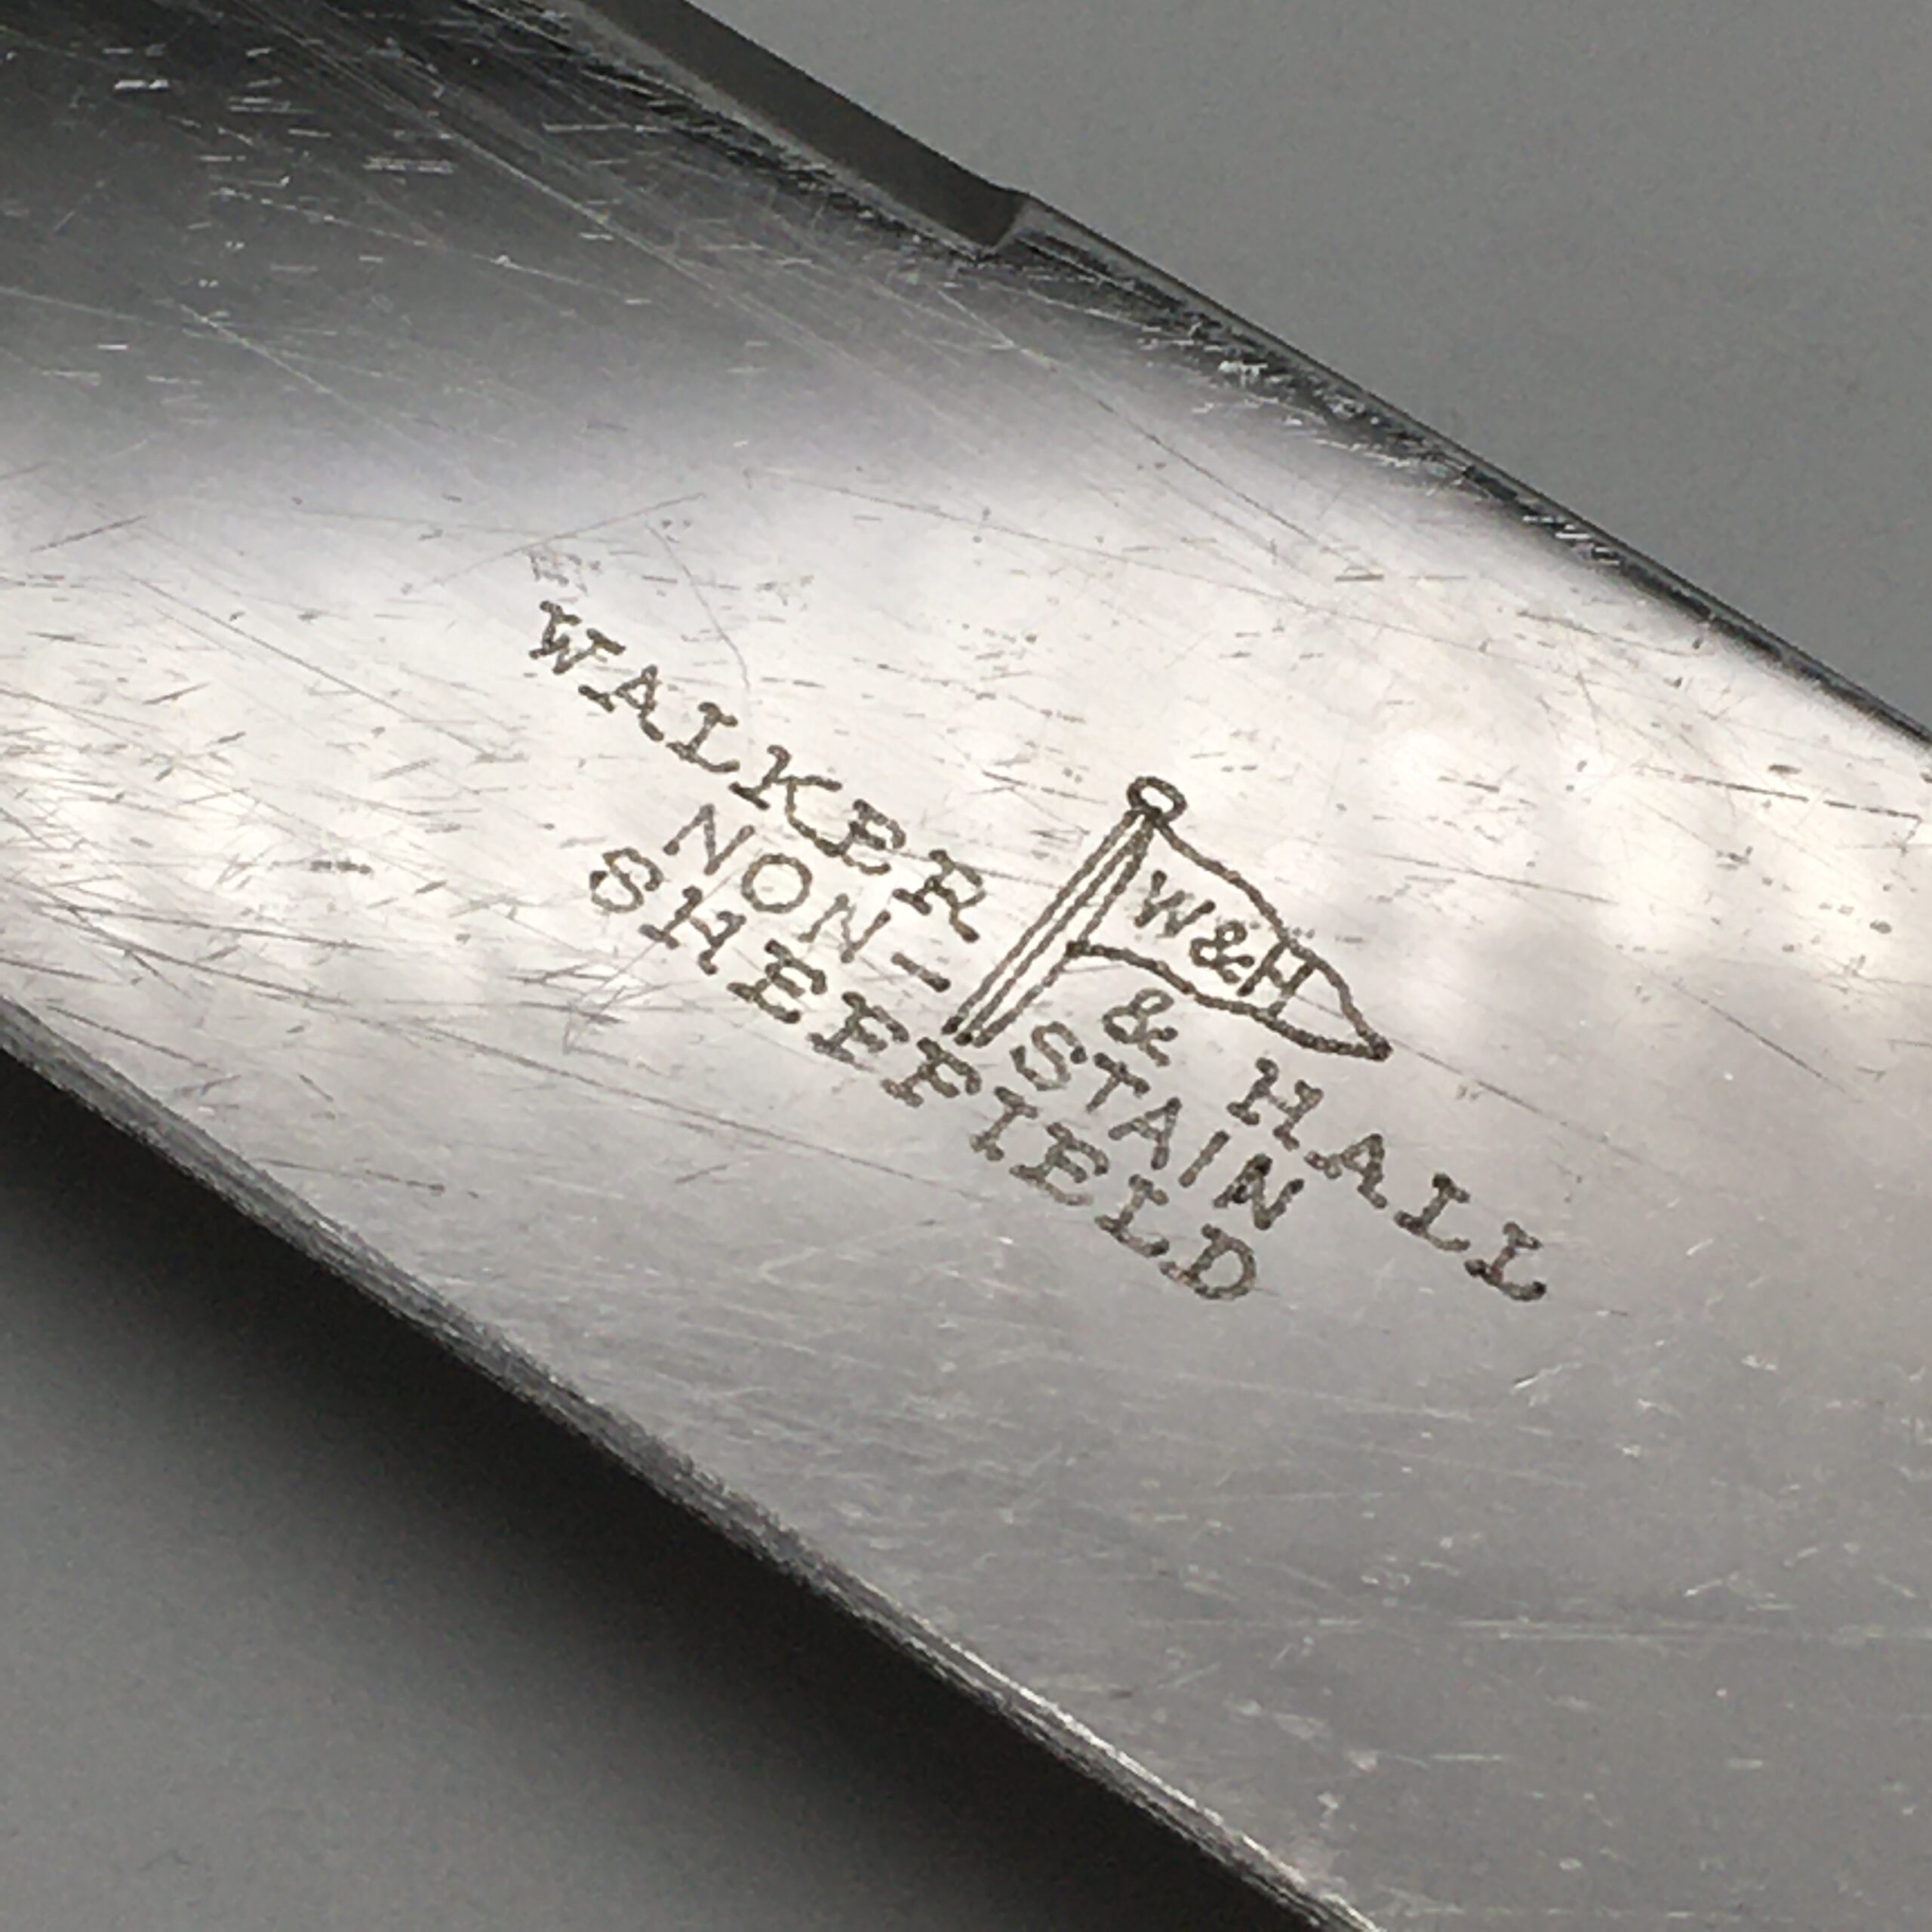 W&H
WALKER & HALL
NON-STAIN
SHEFFIELD